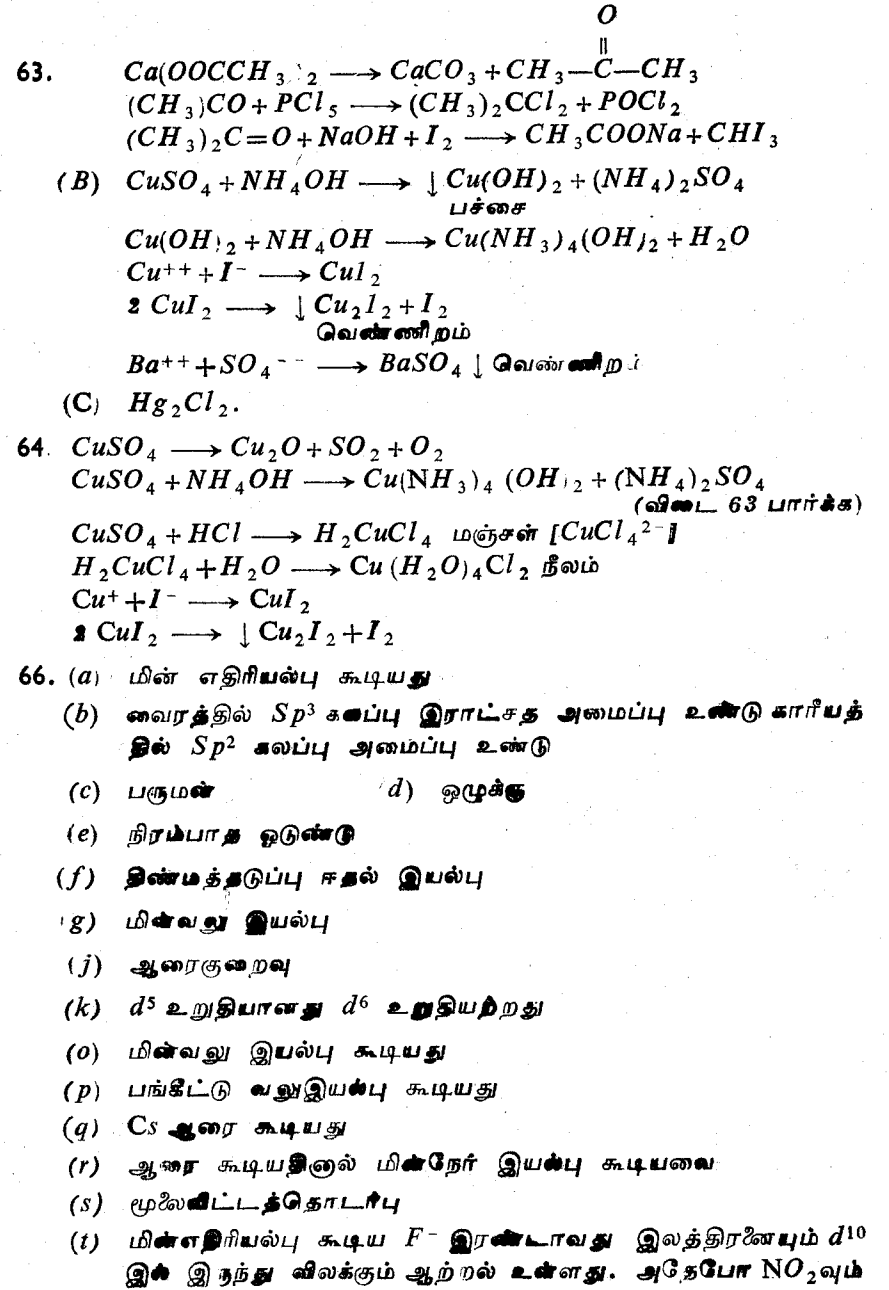 O
||
63. Ca(OOCCH₃)₂ ⟶ CaCO₃ + CH₃—C—CH₃
(CH₃)CO + PCl₅ ⟶ (CH₃)₂CCl₂ + POCl₂
(CH₃)₂C=O + NaOH + I₂ ⟶ CH₃COONa + CHI₃
(B) CuSO₄ + NH₄OH ⟶ ↓ Cu(OH)₂ + (NH₄)₂SO₄
பச்சை
Cu(OH)₂ + NH₄OH ⟶ Cu(NH₃)₄(OH)₂ + H₂O
Cu⁺⁺ + I⁻ ⟶ CuI₂
2 CuI₂ ⟶ ↓ Cu₂I₂ + I₂
வெண்ணிறம்
Ba⁺⁺ + SO₄⁻⁻ ⟶ BaSO₄ ↓ வெண்ணிறம்
(C) Hg₂Cl₂.
64. CuSO₄ ⟶ Cu₂O + SO₂ + O₂
CuSO₄ + NH₄OH ⟶ Cu(NH₃)₄ (OH)₂ + (NH₄)₂SO₄
(விடை 63 பார்க்க)
CuSO₄ + HCl ⟶ H₂CuCl₄ மஞ்சள் [CuCl₄²⁻]
H₂CuCl₄ + H₂O ⟶ Cu (H₂O)₄Cl₂ நீலம்
Cu⁺ + I⁻ ⟶ CuI₂
2 CuI₂ ⟶ ↓ Cu₂I₂ + I₂
66. (a) மின் எதிரியல்பு கூடியது
(b) வைரத்தில் Sp³ கலப்பு இராட்சத அமைப்பு உண்டு காரீயத்
தில் Sp² கலப்பு அமைப்பு உண்டு
(c) பருமன் d) ஒழுக்கு
(e) நிரம்பாத ஒடுண்டு
(f) திண்மத்தடுப்பு ஈதல் இயல்பு
(g) மின்வலு இயல்பு
(j) ஆரைகுறைவு
(k) d⁵ உறுதியானது d⁶ உறுதியற்றது
(o) மின்வலு இயல்பு கூடியது
(p) பங்கீட்டு வலுஇயல்பு கூடியது
(q) Cs ஆரை கூடியது
(r) ஆரை கூடியதினால் மின்நேர் இயல்பு கூடியவை
(s) மூலைவிட்டத்தொடர்பு
(t) மின்எதிரியல்பு கூடிய F⁻ இரண்டாவது இலத்திரனையும் d¹⁰
இல் இருந்து விலக்கும் ஆற்றல் உள்ளது. அதேபோ NO₂வும்